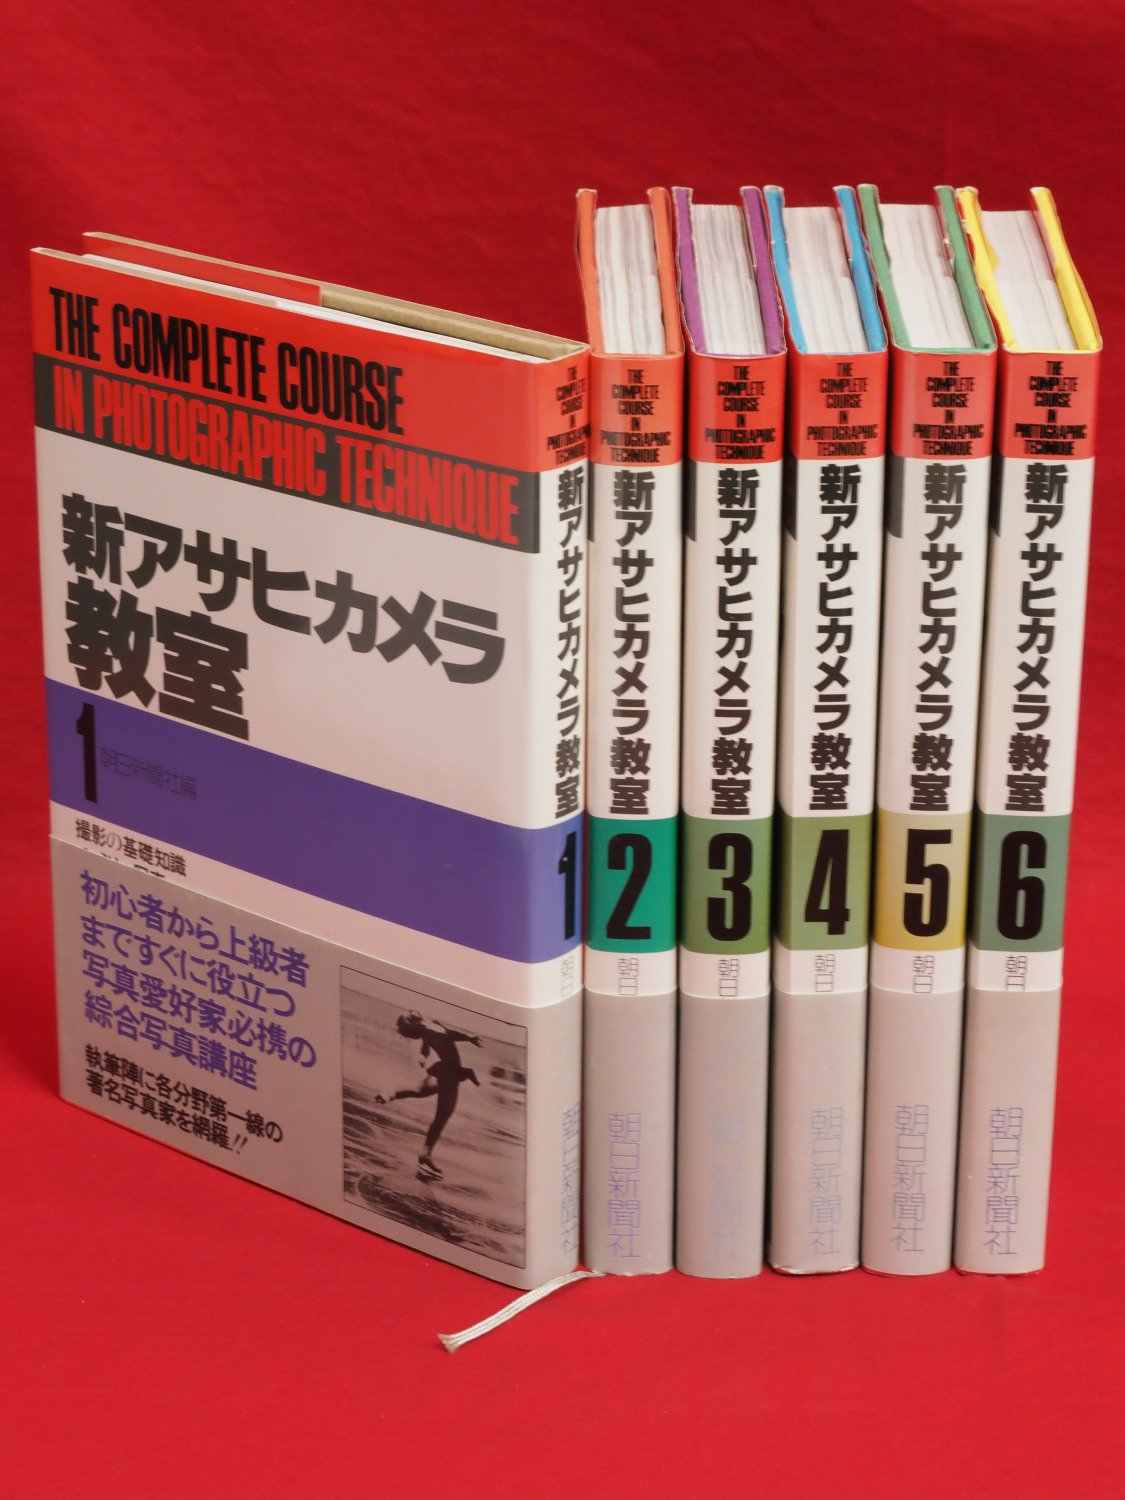 THE COMPLETE COURSE
IN PHOTOGRAPHIC TECHNIQUE
新アサヒカメラ
教室
1
朝日新聞社編
撮影の基礎知識
初心者から上級者
まですぐに役立つ
写真愛好家必携の
綜合写真講座
執筆陣に各分野第一線の
著名写真家を網羅!!
THE
COMPLETE
COURSE
IN
PHOTOGRAPHIC
TECHNIQUE
新アサヒカメラ教室
1
朝日新聞社
THE
COMPLETE
COURSE
IN
PHOTOGRAPHIC
TECHNIQUE
新アサヒカメラ教室
2
朝日
朝日新聞社
THE
COMPLETE
COURSE
IN
PHOTOGRAPHIC
TECHNIQUE
新アサヒカメラ教室
3
朝日
朝日新聞社
THE
COMPLETE
COURSE
IN
PHOTOGRAPHIC
TECHNIQUE
新アサヒカメラ教室
4
朝日
朝日新聞社
THE
COMPLETE
COURSE
IN
PHOTOGRAPHIC
TECHNIQUE
新アサヒカメラ教室
5
朝日
朝日新聞社
THE
COMPLETE
COURSE
IN
PHOTOGRAPHIC
TECHNIQUE
新アサヒカメラ教室
6
朝日
朝日新聞社